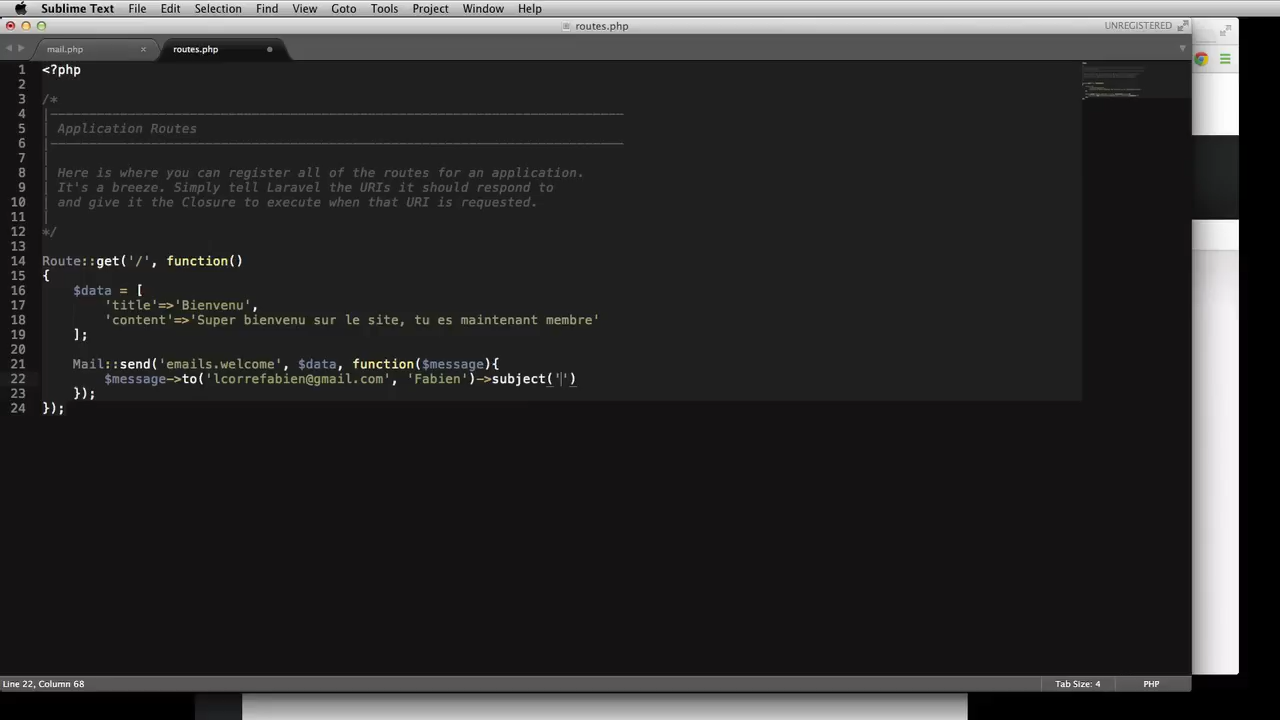 Sublime Text File Edit Selection Find View Goto Tools Project Window Help
routes.php UNREGISTERED
mail.php routes.php
1 <?php
2
3 /*
4 |--------------------------------------------------------------------------
5 | Application Routes
6 |--------------------------------------------------------------------------
7 |
8 | Here is where you can register all of the routes for an application.
9 | It's a breeze. Simply tell Laravel the URIs it should respond to
10 | and give it the Closure to execute when that URI is requested.
11 |
12 */
13
14 Route::get('/', function()
15 {
16 $data = [
17 'title'=>'Bienvenu',
18 'content'=>'Super bienvenu sur le site, tu es maintenant membre'
19 ];
20
21 Mail::send('emails.welcome', $data, function($message){
22 $message->to('lcorrefabien@gmail.com', 'Fabien')->subject('')
23 });
24 });
Line 22, Column 68 Tab Size: 4 PHP